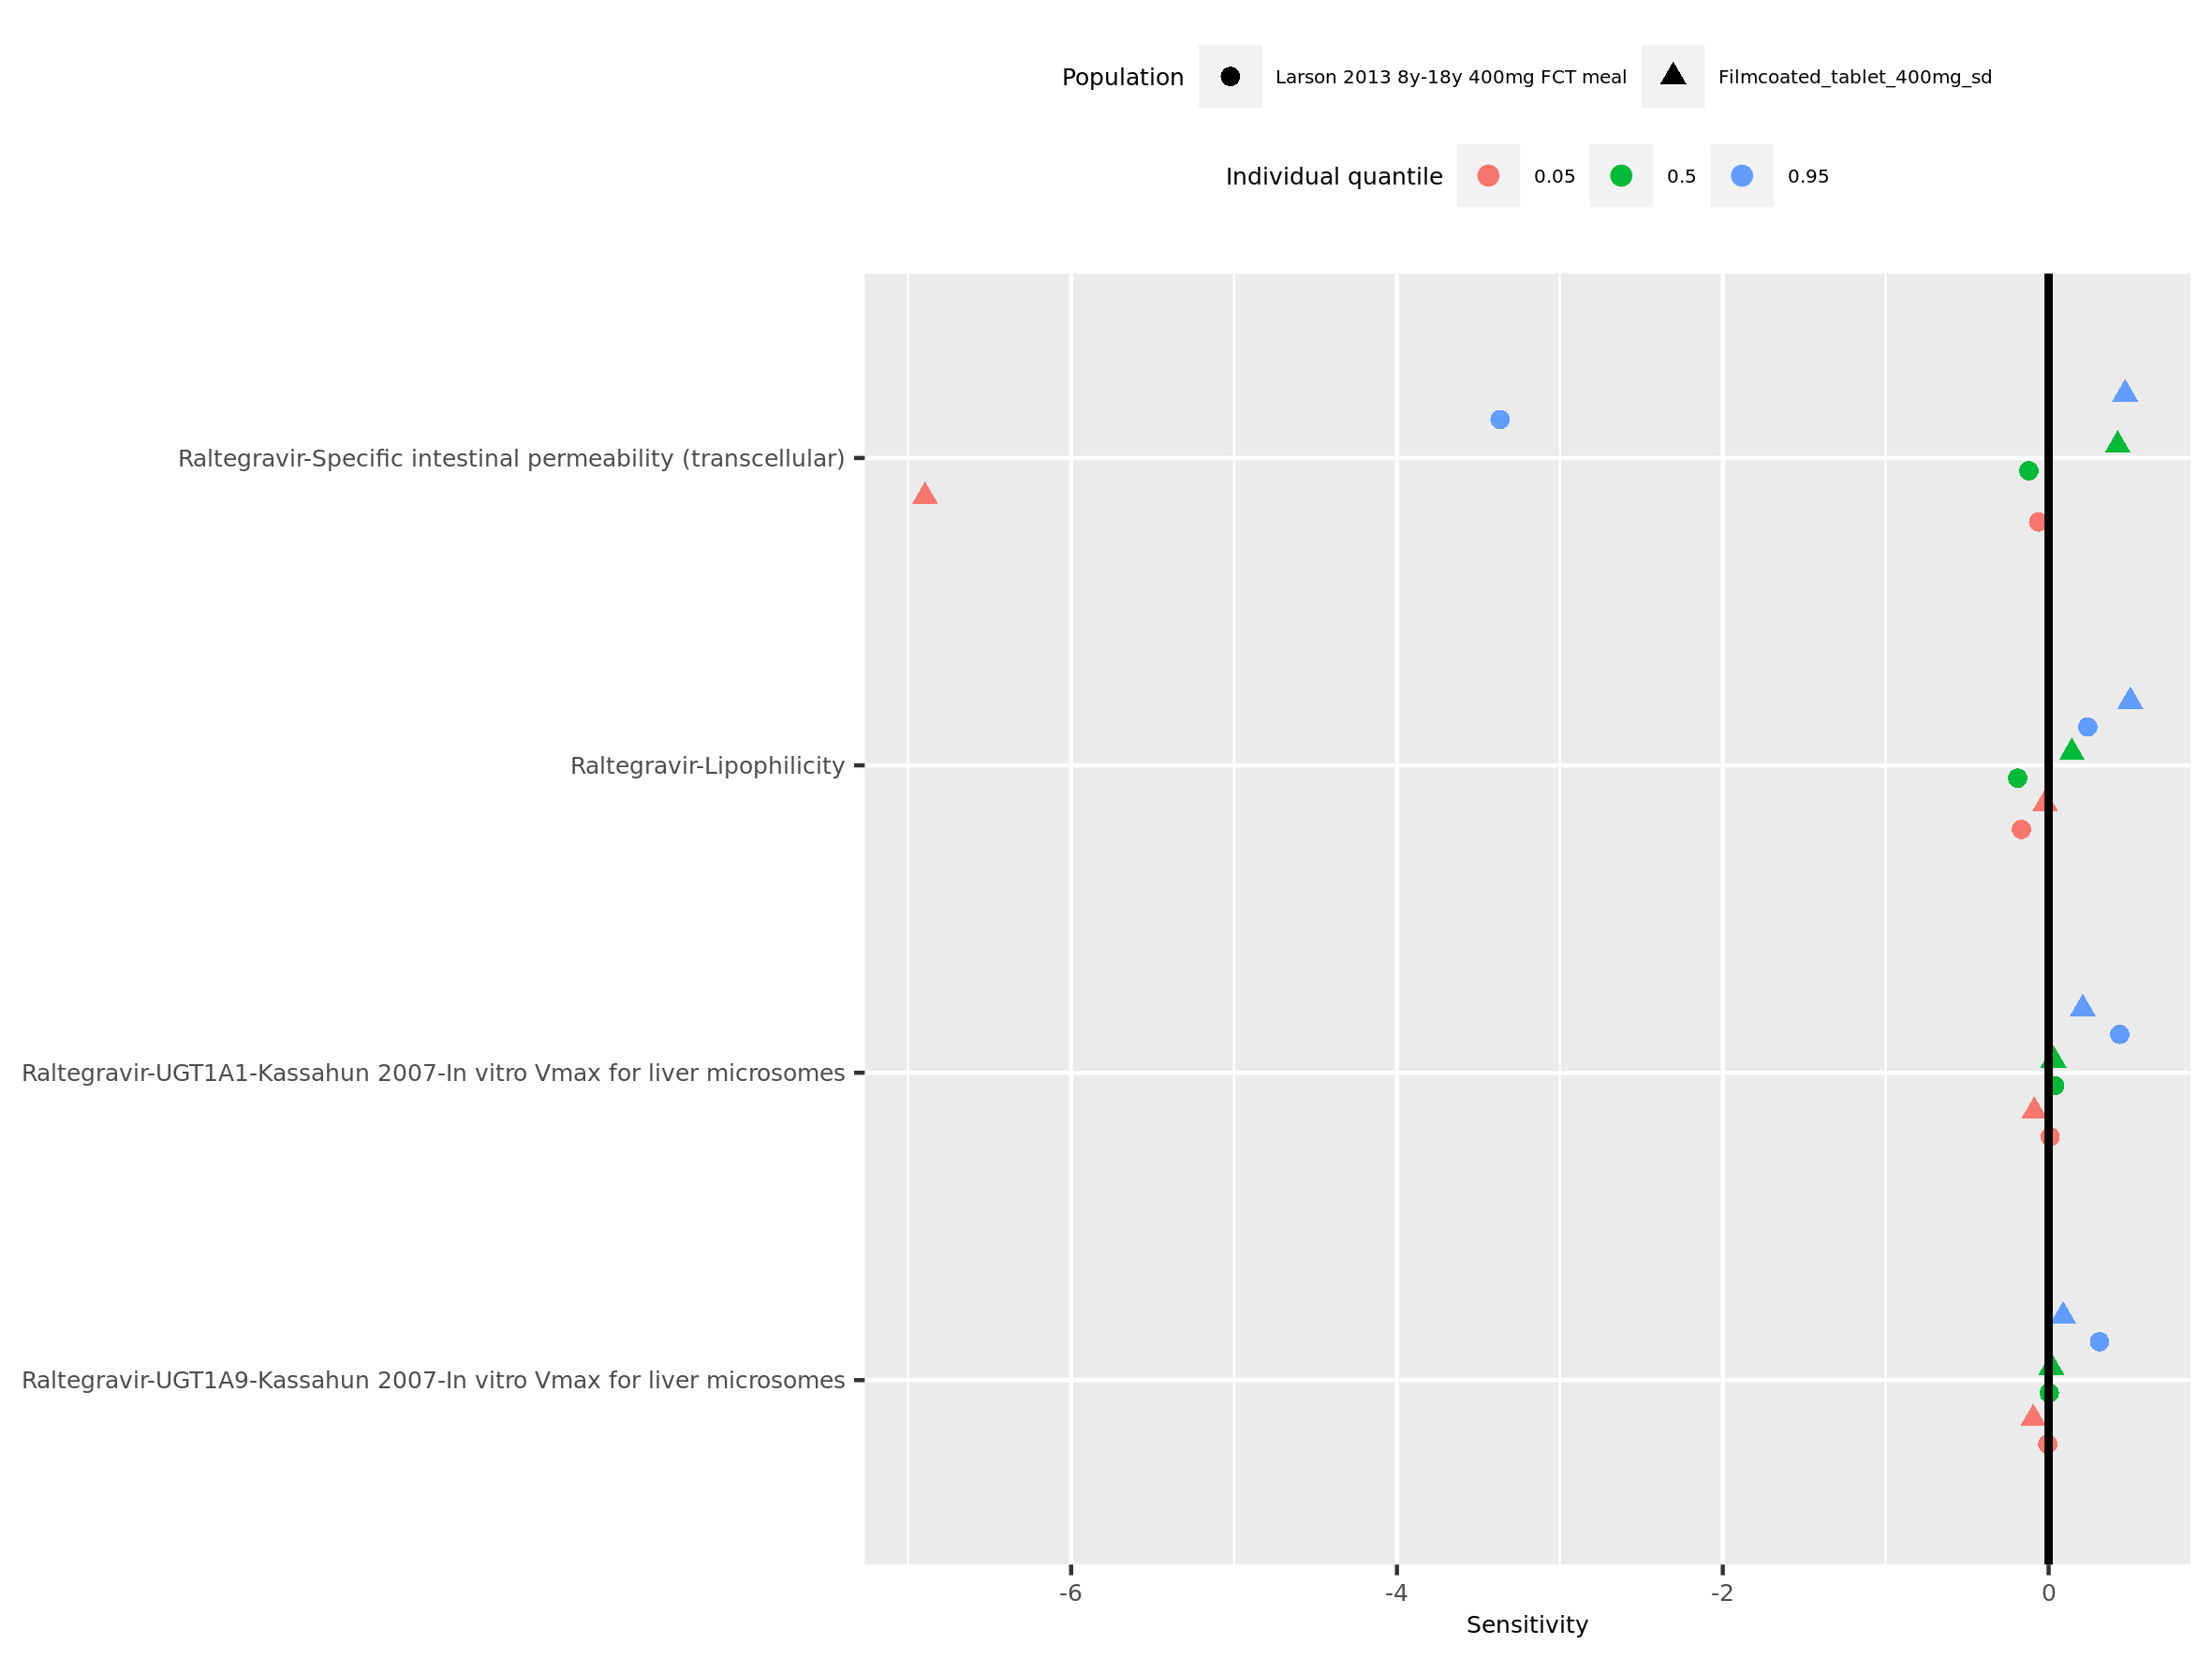 Population Larson 2013 8y-18y 400mg FCT meal Filmcoated_tablet_400mg_sd
Individual quantile 0.05 0.5 0.95
Raltegravir-Specific intestinal permeability (transcellular)
Raltegravir-Lipophilicity
Raltegravir-UGT1A1-Kassahun 2007-In vitro Vmax for liver microsomes
Raltegravir-UGT1A9-Kassahun 2007-In vitro Vmax for liver microsomes
-6 -4 -2 0
Sensitivity